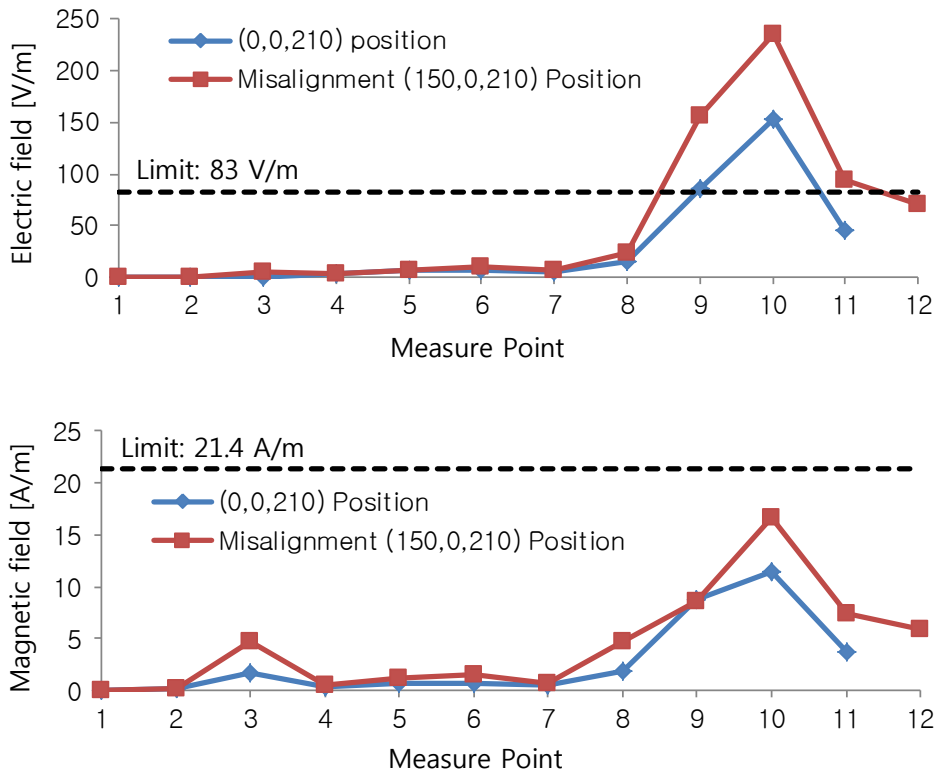 250
200
150
100
50
0
Electric field [V/m]
(0,0,210) position
Misalignment (150,0,210) Position
Limit: 83 V/m
1 2 3 4 5 6 7 8 9 10 11 12
Measure Point
25
20
15
10
5
0
Magnetic field [A/m]
Limit: 21.4 A/m
(0,0,210) Position
Misalignment (150,0,210) Position
1 2 3 4 5 6 7 8 9 10 11 12
Measure Point